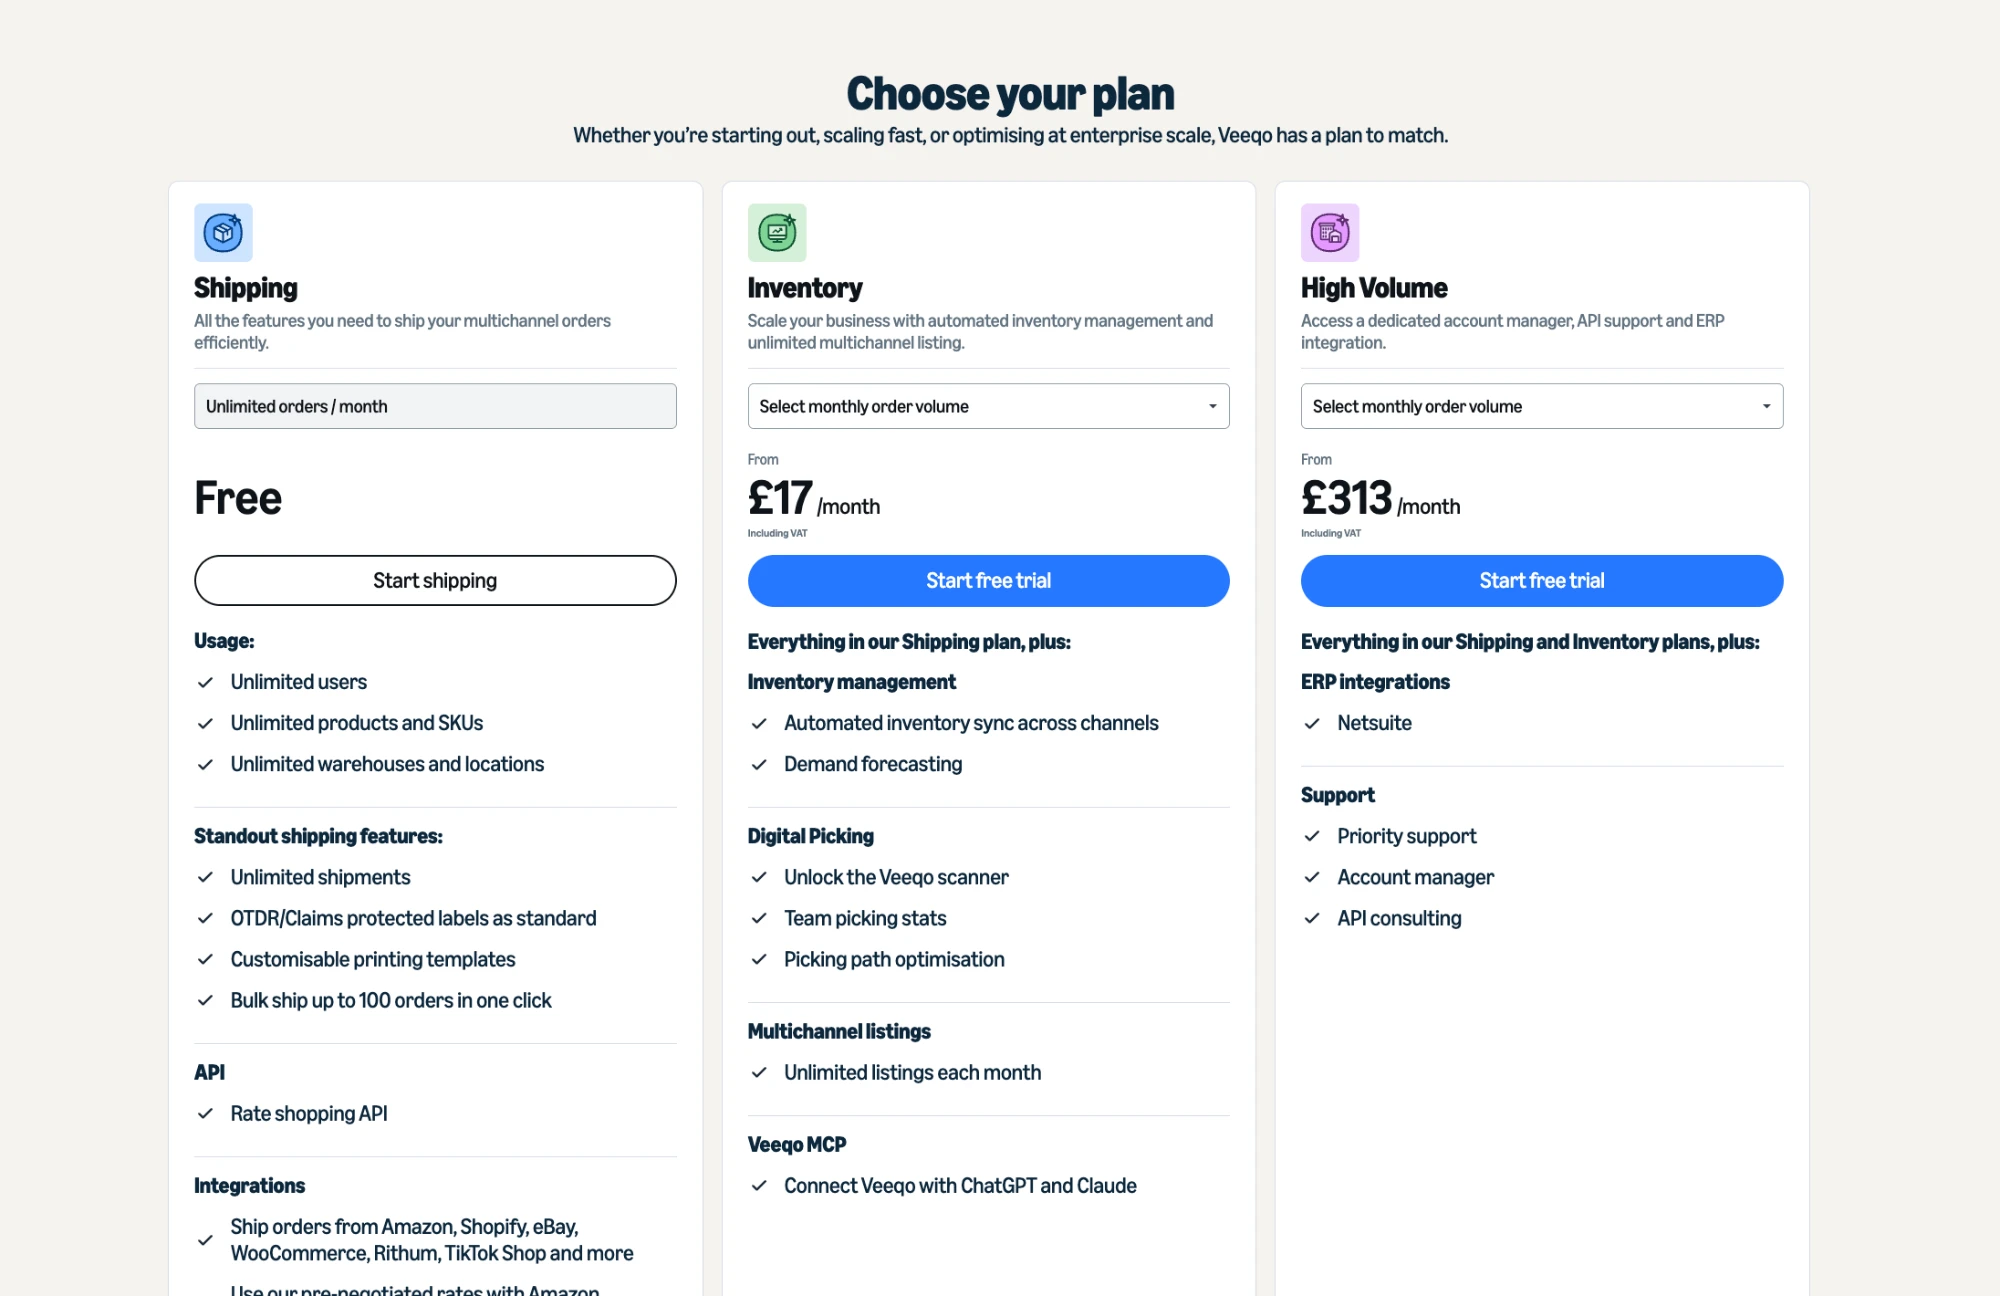 Choose your plan
Whether you're starting out, scaling fast, or optimising at enterprise scale, Veeqo has a plan to match.
Shipping
All the features you need to ship your multichannel orders
efficiently.
Unlimited orders / month
Free
Start shipping
Usage:
Unlimited users
Unlimited products and SKUs
Unlimited warehouses and locations
Standout shipping features:
Unlimited shipments
OTDR/Claims protected labels as standard
Customisable printing templates
Bulk ship up to 100 orders in one click
API
Rate shopping API
Integrations
Ship orders from Amazon, Shopify, eBay,
WooCommerce, Rithum, TikTok Shop and more
Use our pre-negotiated rates with Amazon
Inventory
Scale your business with automated inventory management and
unlimited multichannel listing.
Select monthly order volume
From
£17 /month
Including VAT
Start free trial
Everything in our Shipping plan, plus:
Inventory management
Automated inventory sync across channels
Demand forecasting
Digital Picking
Unlock the Veeqo scanner
Team picking stats
Picking path optimisation
Multichannel listings
Unlimited listings each month
Veeqo MCP
Connect Veeqo with ChatGPT and Claude
High Volume
Access a dedicated account manager, API support and ERP
integration.
Select monthly order volume
From
£313 /month
Including VAT
Start free trial
Everything in our Shipping and Inventory plans, plus:
ERP integrations
Netsuite
Support
Priority support
Account manager
API consulting